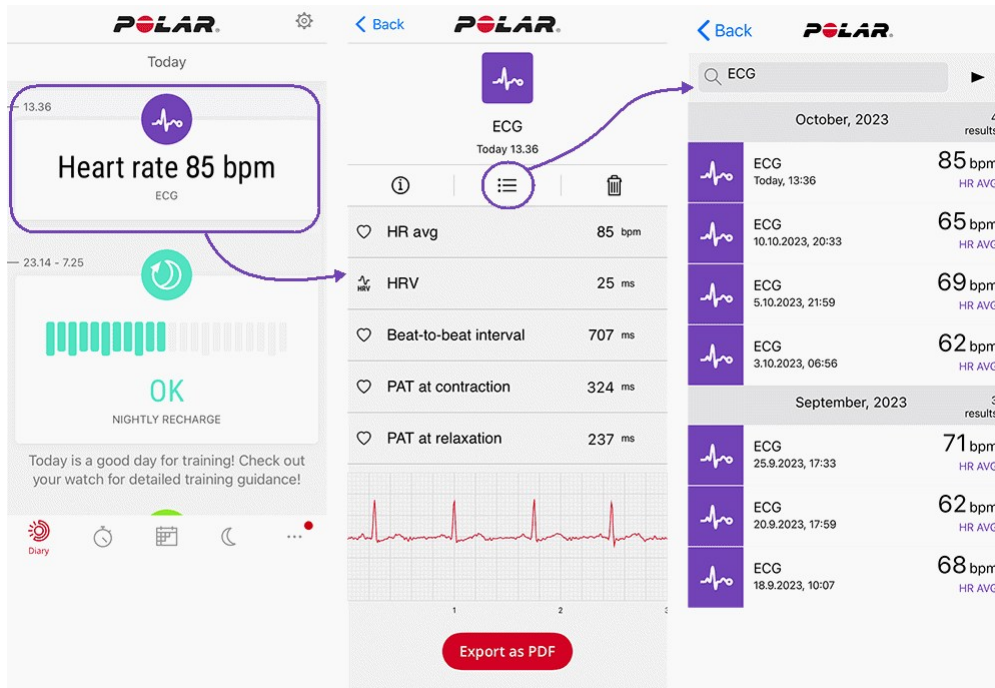 POLAR.
Today
13.36
Heart rate 85 bpm
ECG
23.14 - 7.25
OK
NIGHTLY RECHARGE
Today is a good day for training! Check out
your watch for detailed training guidance!
Diary
Back
POLAR.
ECG
Today 13.36
HR avg 85 bpm
HRV HRV 25 ms
Beat-to-beat interval 707 ms
PAT at contraction 324 ms
PAT at relaxation 237 ms
1 2 3
Export as PDF
Back
POLAR.
ECG
October, 2023 4
results
ECG 85 bpm
Today, 13:36 HR AVG
ECG 65 bpm
10.10.2023, 20:33 HR AVG
ECG 69 bpm
5.10.2023, 21:59 HR AVG
ECG 62 bpm
3.10.2023, 06:56 HR AVG
September, 2023 3
results
ECG 71 bpm
25.9.2023, 17:33 HR AVG
ECG 62 bpm
20.9.2023, 17:59 HR AVG
ECG 68 bpm
18.9.2023, 10:07 HR AVG